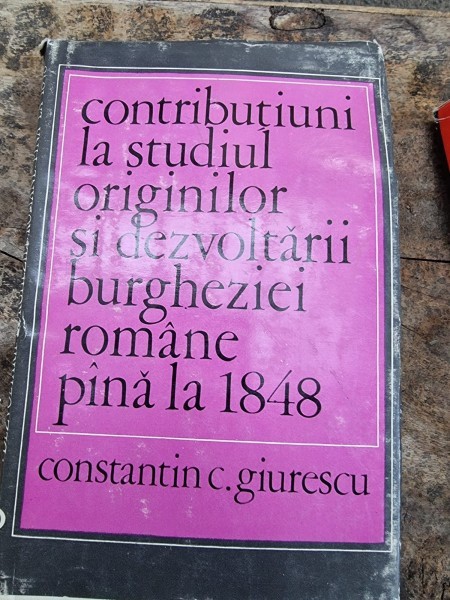 contribuțiuni
la studiul
originilor
și dezvoltării
burgheziei
române
pînă la 1848
constantin c. giurescu